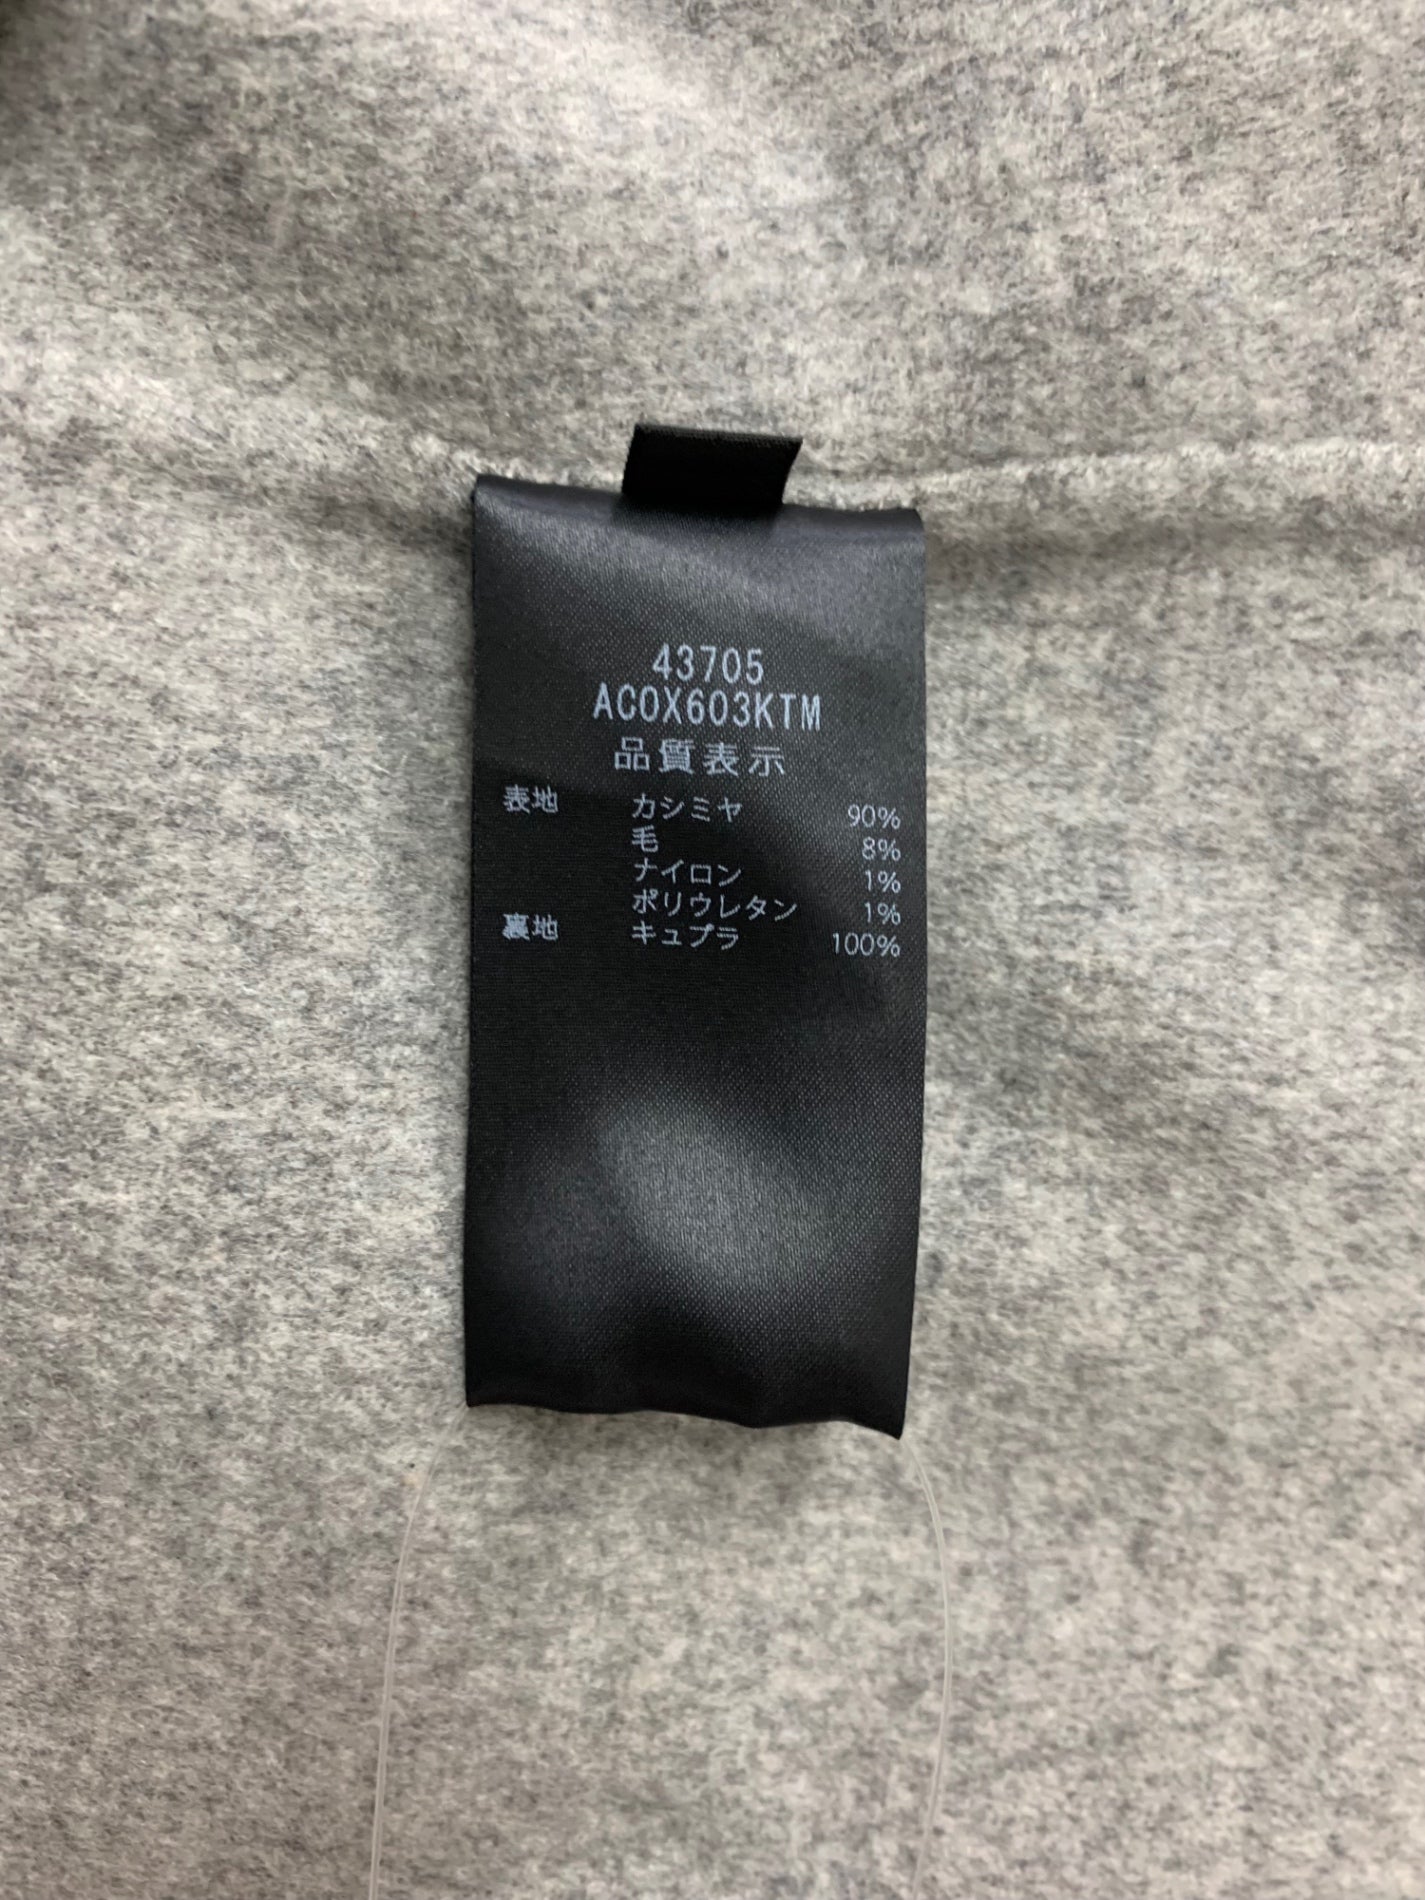 43705
ACOX603KTM
品質表示
表地 カシミヤ 90%
毛 8%
ナイロン 1%
ポリウレタン 1%
裏地 キュプラ 100%